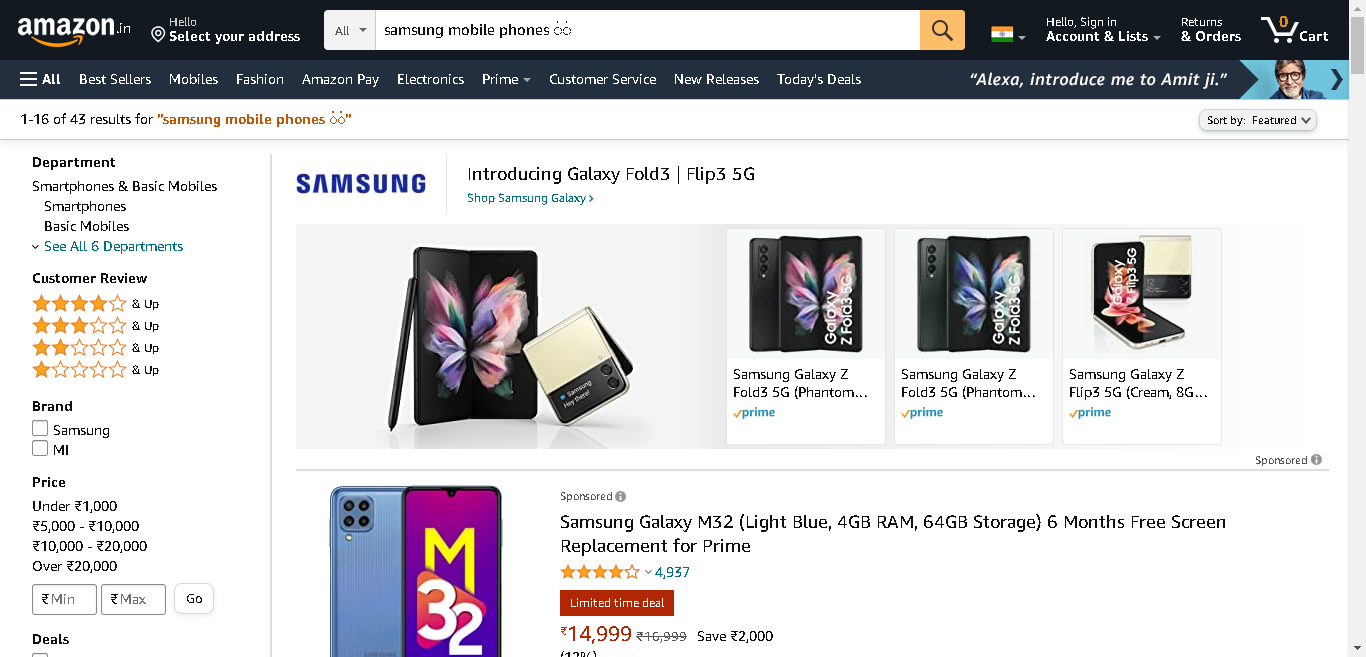 amazon.in
Hello
Select your address
All
samsung mobile phones
Hello, Sign in
Account & Lists
Returns
& Orders
0
Cart
All
Best Sellers
Mobiles
Fashion
Amazon Pay
Electronics
Prime
Customer Service
New Releases
Today's Deals
“Alexa, introduce me to Amit ji.”
1-16 of 43 results for "samsung mobile phones"
Sort by: Featured
Department
Smartphones & Basic Mobiles
Smartphones
Basic Mobiles
See All 6 Departments
Customer Review
& Up
& Up
& Up
& Up
Brand
Samsung
MI
Price
Under ₹1,000
₹5,000 - ₹10,000
₹10,000 - ₹20,000
Over ₹20,000
₹ Min
₹ Max
Go
Deals
SAMSUNG
Introducing Galaxy Fold3 | Flip3 5G
Shop Samsung Galaxy
Samsung
Hey there!
Galaxy
Z Fold3 5G
Samsung Galaxy Z
Fold3 5G (Phantom...
prime
Galaxy
Z Fold3 5G
Samsung Galaxy Z
Fold3 5G (Phantom...
prime
Galaxy
Z Flip3 5G
Samsung Galaxy Z
Flip3 5G (Cream, 8G...
prime
Sponsored
M
32
Sponsored
Samsung Galaxy M32 (Light Blue, 4GB RAM, 64GB Storage) 6 Months Free Screen
Replacement for Prime
4,937
Limited time deal
₹14,999 ₹16,999 Save ₹2,000
(12%)